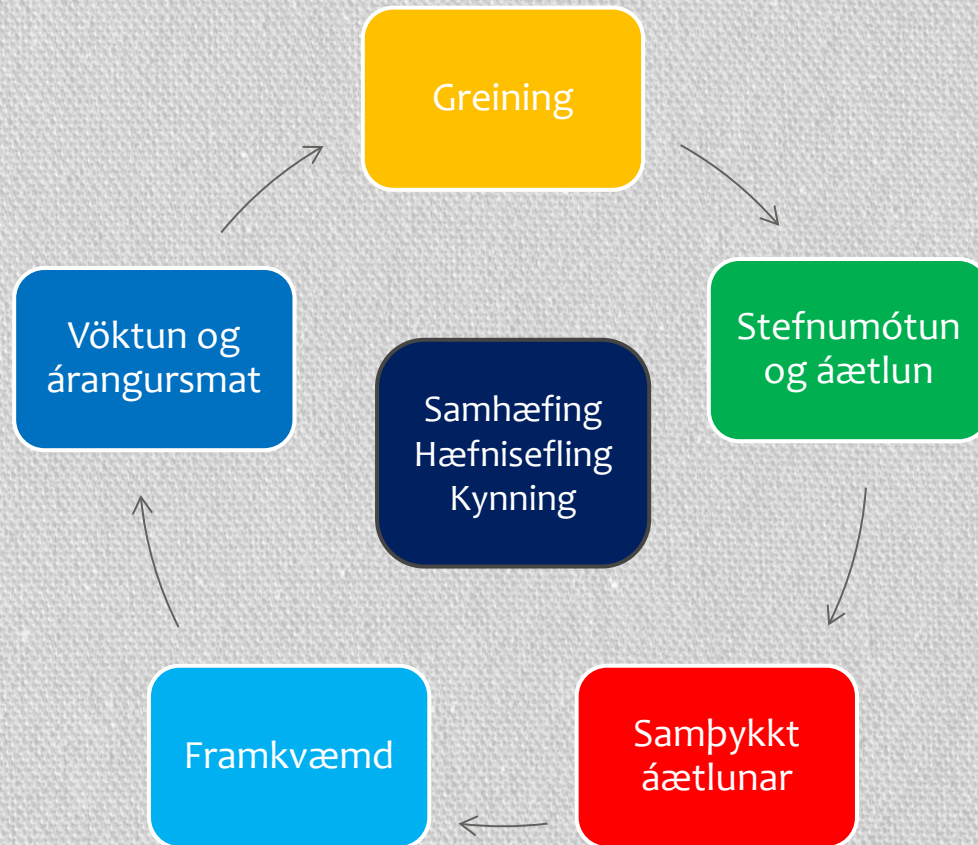 Greining
Stefnumótun
og áætlun
Samþykkt
áætlunar
Framkvæmd
Vöktun og
árangursmat
Samhæfing
Hæfnisefling
Kynning